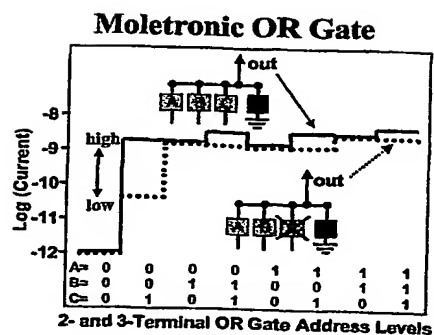 Moletronic OR Gate
out
A B C
-8
high
-9
-10
low
-11
-12
Log (Current)
out
A B
A= 0 0 0 0 1 1 1 1
B= 0 0 1 1 0 0 1 1
C= 0 1 0 1 0 1 0 1
2- and 3-Terminal OR Gate Address Levels